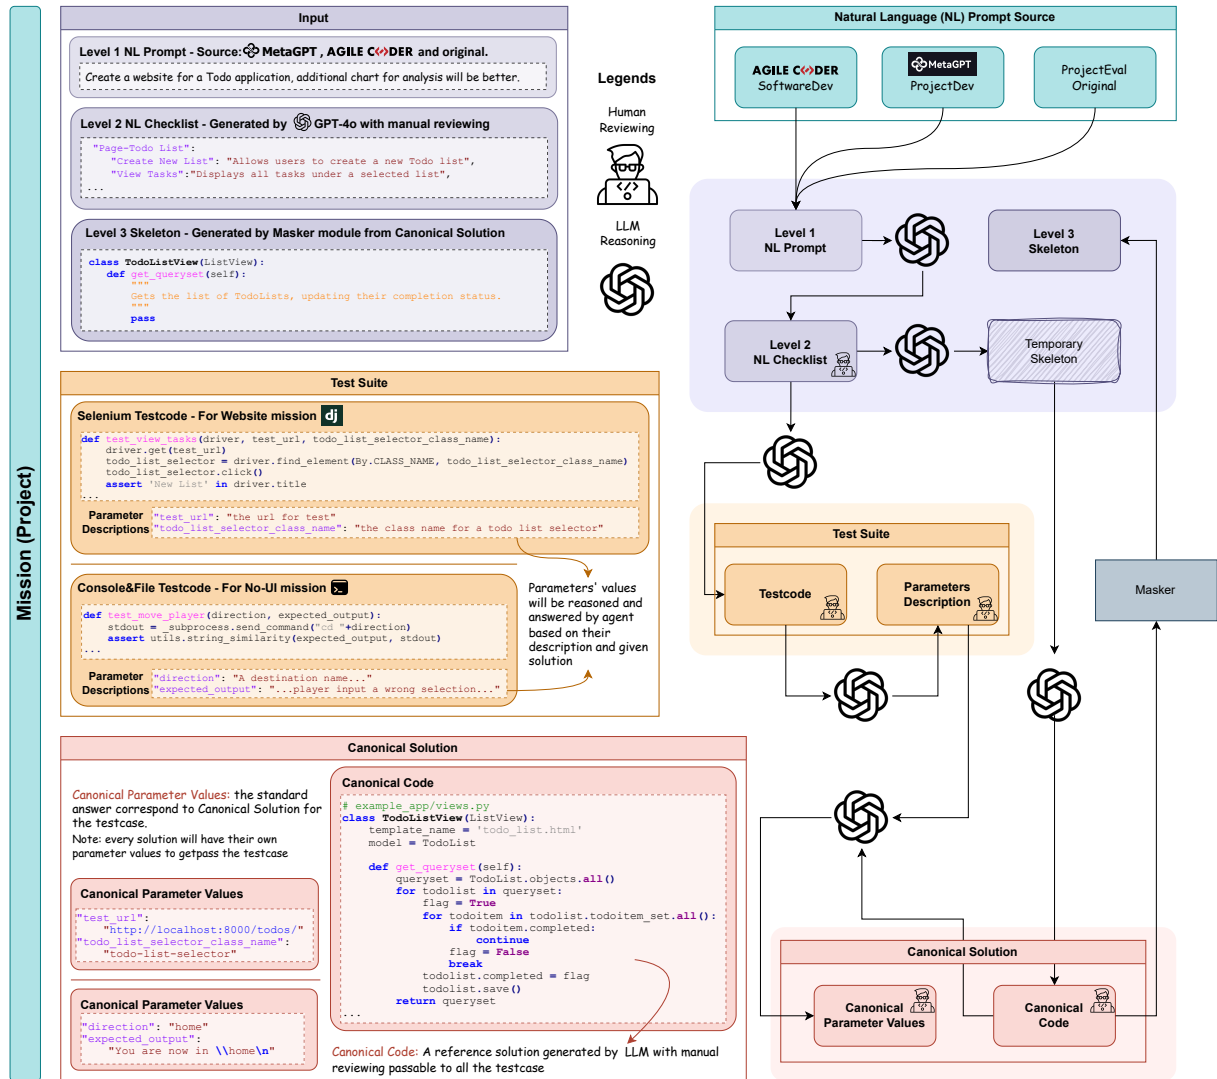 Mission (Project)
Input
Level 1 NL Prompt - Source: MetaGPT , AGILE C</>DER and original.
Create a website for a Todo application, additional chart for analysis will be better.
Level 2 NL Checklist - Generated by GPT-4o with manual reviewing
"Page-Todo List":
"Create New List": "Allows users to create a new Todo list",
"View Tasks":"Displays all tasks under a selected list",
...
Level 3 Skeleton - Generated by Masker module from Canonical Solution
class TodoListView(ListView):
def get_queryset(self):
"""
Gets the list of TodoLists, updating their completion status.
"""
pass
Legends
Human
Reviewing
LLM
Reasoning
Test Suite
Selenium Testcode - For Website mission dj
def test_view_tasks(driver, test_url, todo_list_selector_class_name):
driver.get(test_url)
todo_list_selector = driver.find_element(By.CLASS_NAME, todo_list_selector_class_name)
todo_list_selector.click()
assert 'New List' in driver.title
...
Parameter
Descriptions
"test_url": "the url for test"
"todo_list_selector_class_name": "the class name for a todo list selector"
Console&File Testcode - For No-UI mission
def test_move_player(direction, expected_output):
stdout = _subprocess.send_command("cd "+direction)
assert utils.string_similarity(expected_output, stdout)
...
Parameter
Descriptions
"direction": "A destination name..."
"expected_output": "...player input a wrong selection..."
Parameters' values
will be reasoned and
answered by agent
based on their
description and given
solution
Canonical Solution
Canonical Parameter Values: the standard
answer correspond to Canonical Solution for
the testcase.
Note: every solution will have their own
parameter values to getpass the testcase
Canonical Parameter Values
"test_url":
"http://localhost:8000/todos/"
"todo_list_selector_class_name":
"todo-list-selector"
Canonical Parameter Values
"direction": "home"
"expected_output":
"You are now in \\home\n"
Canonical Code
# example_app/views.py
class TodoListView(ListView):
template_name = 'todo_list.html'
model = TodoList
def get_queryset(self):
queryset = TodoList.objects.all()
for todolist in queryset:
flag = True
for todoitem in todolist.todoitem_set.all():
if todoitem.completed:
continue
flag = False
break
todolist.completed = flag
todolist.save()
return queryset
...
Canonical Code: A reference solution generated by LLM with manual
reviewing passable to all the testcase
Natural Language (NL) Prompt Source
AGILE C</>DER
SoftwareDev
MetaGPT
ProjectDev
ProjectEval
Original
Level 1
NL Prompt
Level 3
Skeleton
Level 2
NL Checklist
Temporary
Skeleton
Test Suite
Testcode
Parameters
Description
Masker
Canonical Solution
Canonical
Parameter Values
Canonical
Code